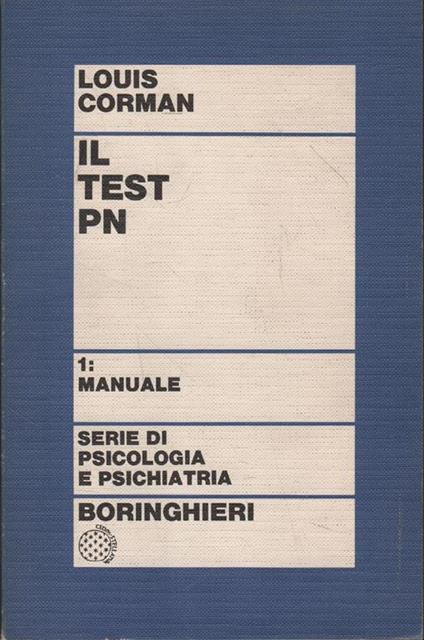 LOUIS
CORMAN
IL
TEST
PN
1:
MANUALE
SERIE DI
PSICOLOGIA
E PSICHIATRIA
BORINGHIERI